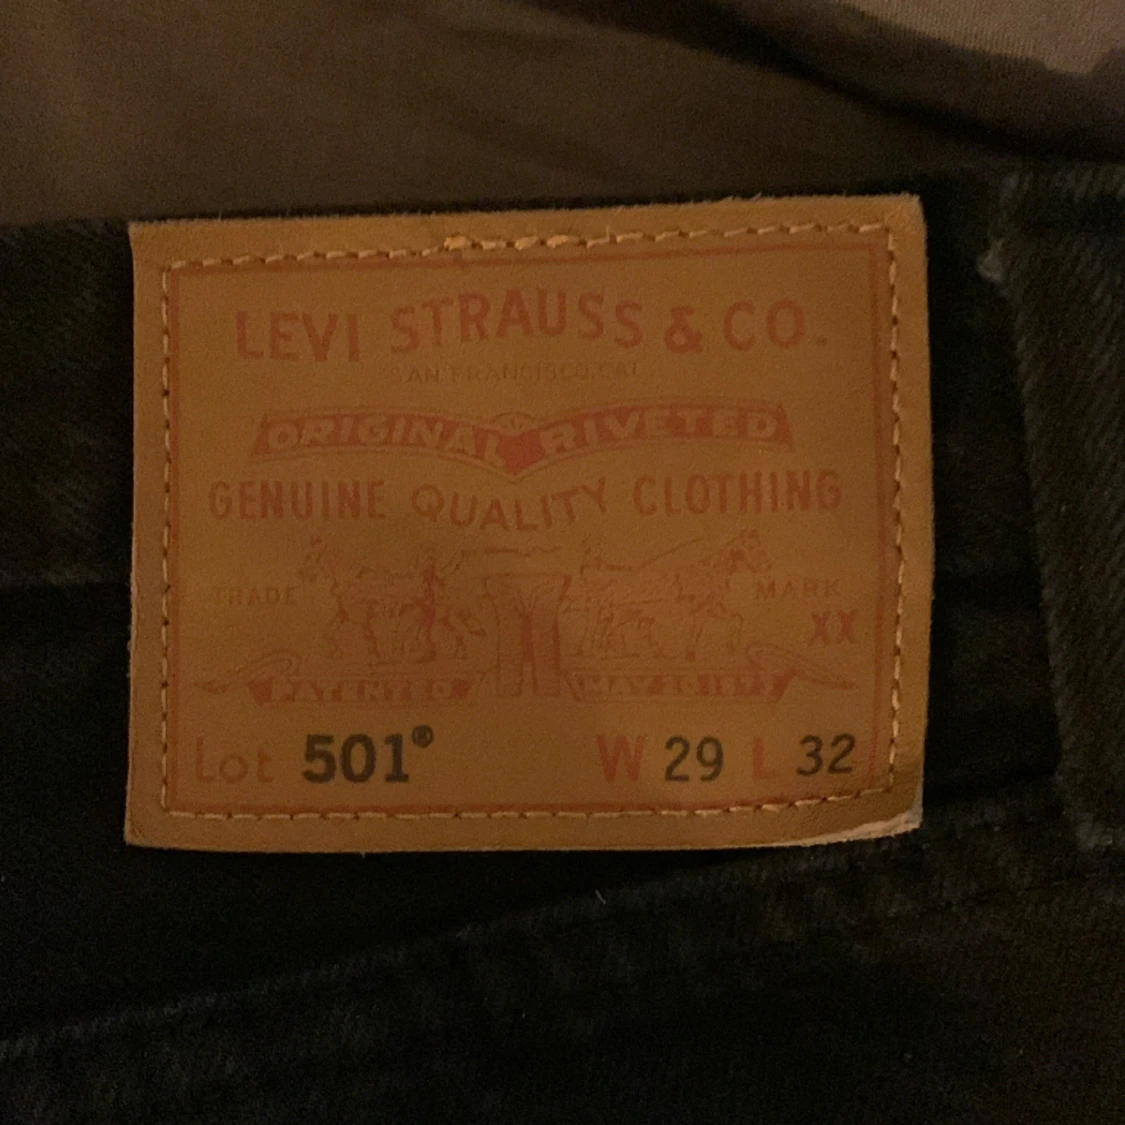 LEVI STRAUSS & CO.
SAN FRANCISCO, CAL
ORIGINAL RIVETED
GENUINE QUALITY CLOTHING
TRADE MARK
XX
PATENTED MAY 20 1873
Lot 501® W 29 L 32